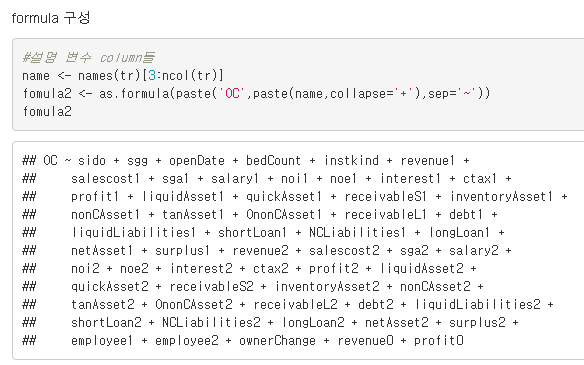 formula 구성
#설명 변수 column들
name <- names(tr)[3:ncol(tr)]
fomula2 <- as.formula(paste('OC',paste(name,collapse='+'),sep='~'))
fomula2
## OC ~ sido + sgg + openDate + bedCount + instkind + revenue1 +
##     salescost1 + sga1 + salary1 + noi1 + noe1 + interest1 + ctax1 +
##     profit1 + liquidAsset1 + quickAsset1 + receivableS1 + inventoryAsset1 +
##     nonCAsset1 + tanAsset1 + OnonCAsset1 + receivableL1 + debt1 +
##     liquidLiabilities1 + shortLoan1 + NCLiabilities1 + longLoan1 +
##     netAsset1 + surplus1 + revenue2 + salescost2 + sga2 + salary2 +
##     noi2 + noe2 + interest2 + ctax2 + profit2 + liquidAsset2 +
##     quickAsset2 + receivableS2 + inventoryAsset2 + nonCAsset2 +
##     tanAsset2 + OnonCAsset2 + receivableL2 + debt2 + liquidLiabilities2 +
##     shortLoan2 + NCLiabilities2 + longLoan2 + netAsset2 + surplus2 +
##     employee1 + employee2 + ownerChange + revenueO + profitO